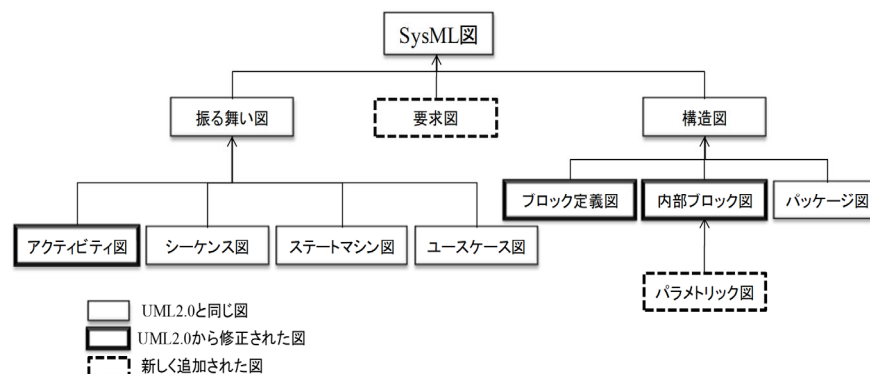 SysML図
振る舞い図
要求図
構造図
ブロック定義図
内部ブロック図
パッケージ図
アクティビティ図
シーケンス図
ステートマシン図
ユースケース図
パラメトリック図
UML2.0と同じ図
UML2.0から修正された図
新しく追加された図